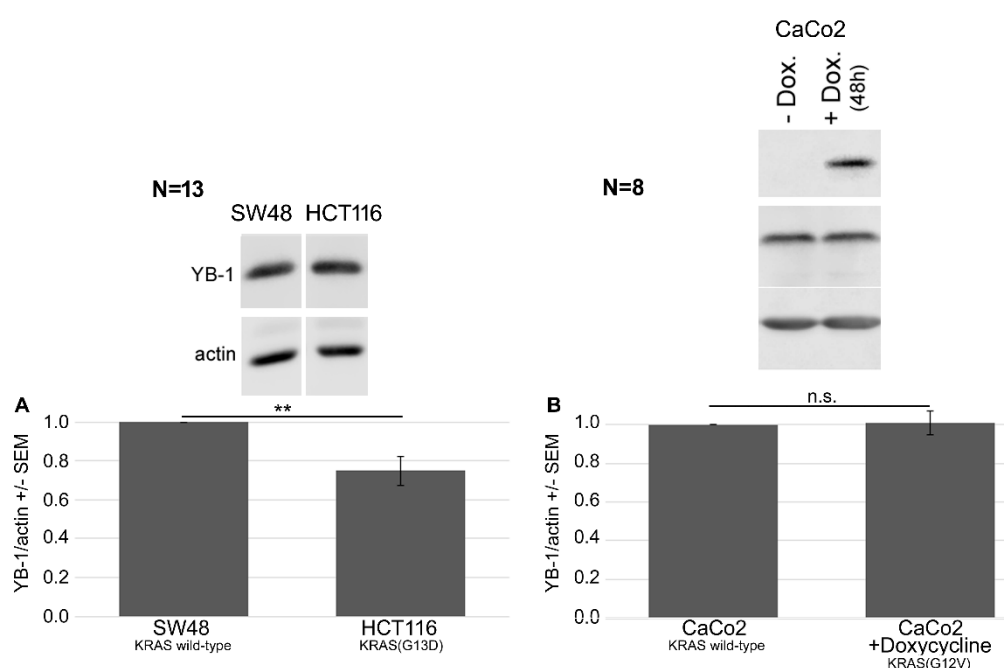 CaCo2
- Dox.
+ Dox.
(48h)
N=13
N=8
SW48 HCT116
YB-1
actin
A
**
YB-1/actin +/- SEM
1.0
0.8
0.6
0.4
0.2
0.0
SW48
KRAS wild-type
HCT116
KRAS(G13D)
B
n.s.
YB-1/actin +/- SEM
1.0
0.8
0.6
0.4
0.2
0.0
CaCo2
KRAS wild-type
CaCo2
+Doxycycline
KRAS(G12V)